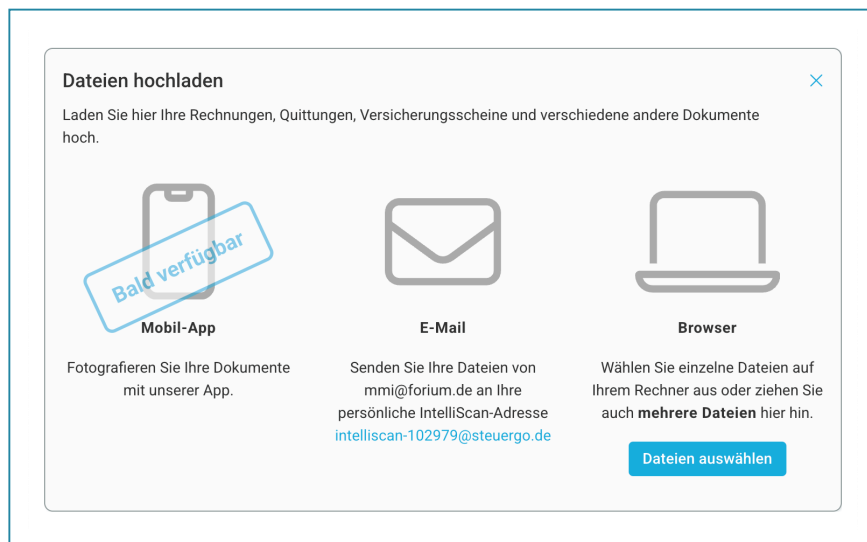 Dateien hochladen
Laden Sie hier Ihre Rechnungen, Quittungen, Versicherungsscheine und verschiedene andere Dokumente
hoch.
Bald verfügbar
Mobil-App
Fotografieren Sie Ihre Dokumente
mit unserer App.
E-Mail
Senden Sie Ihre Dateien von
mmi@forium.de an Ihre
persönliche IntelliScan-Adresse
intelliscan-102979@steuergo.de
Browser
Wählen Sie einzelne Dateien auf
Ihrem Rechner aus oder ziehen Sie
auch mehrere Dateien hier hin.
Dateien auswählen